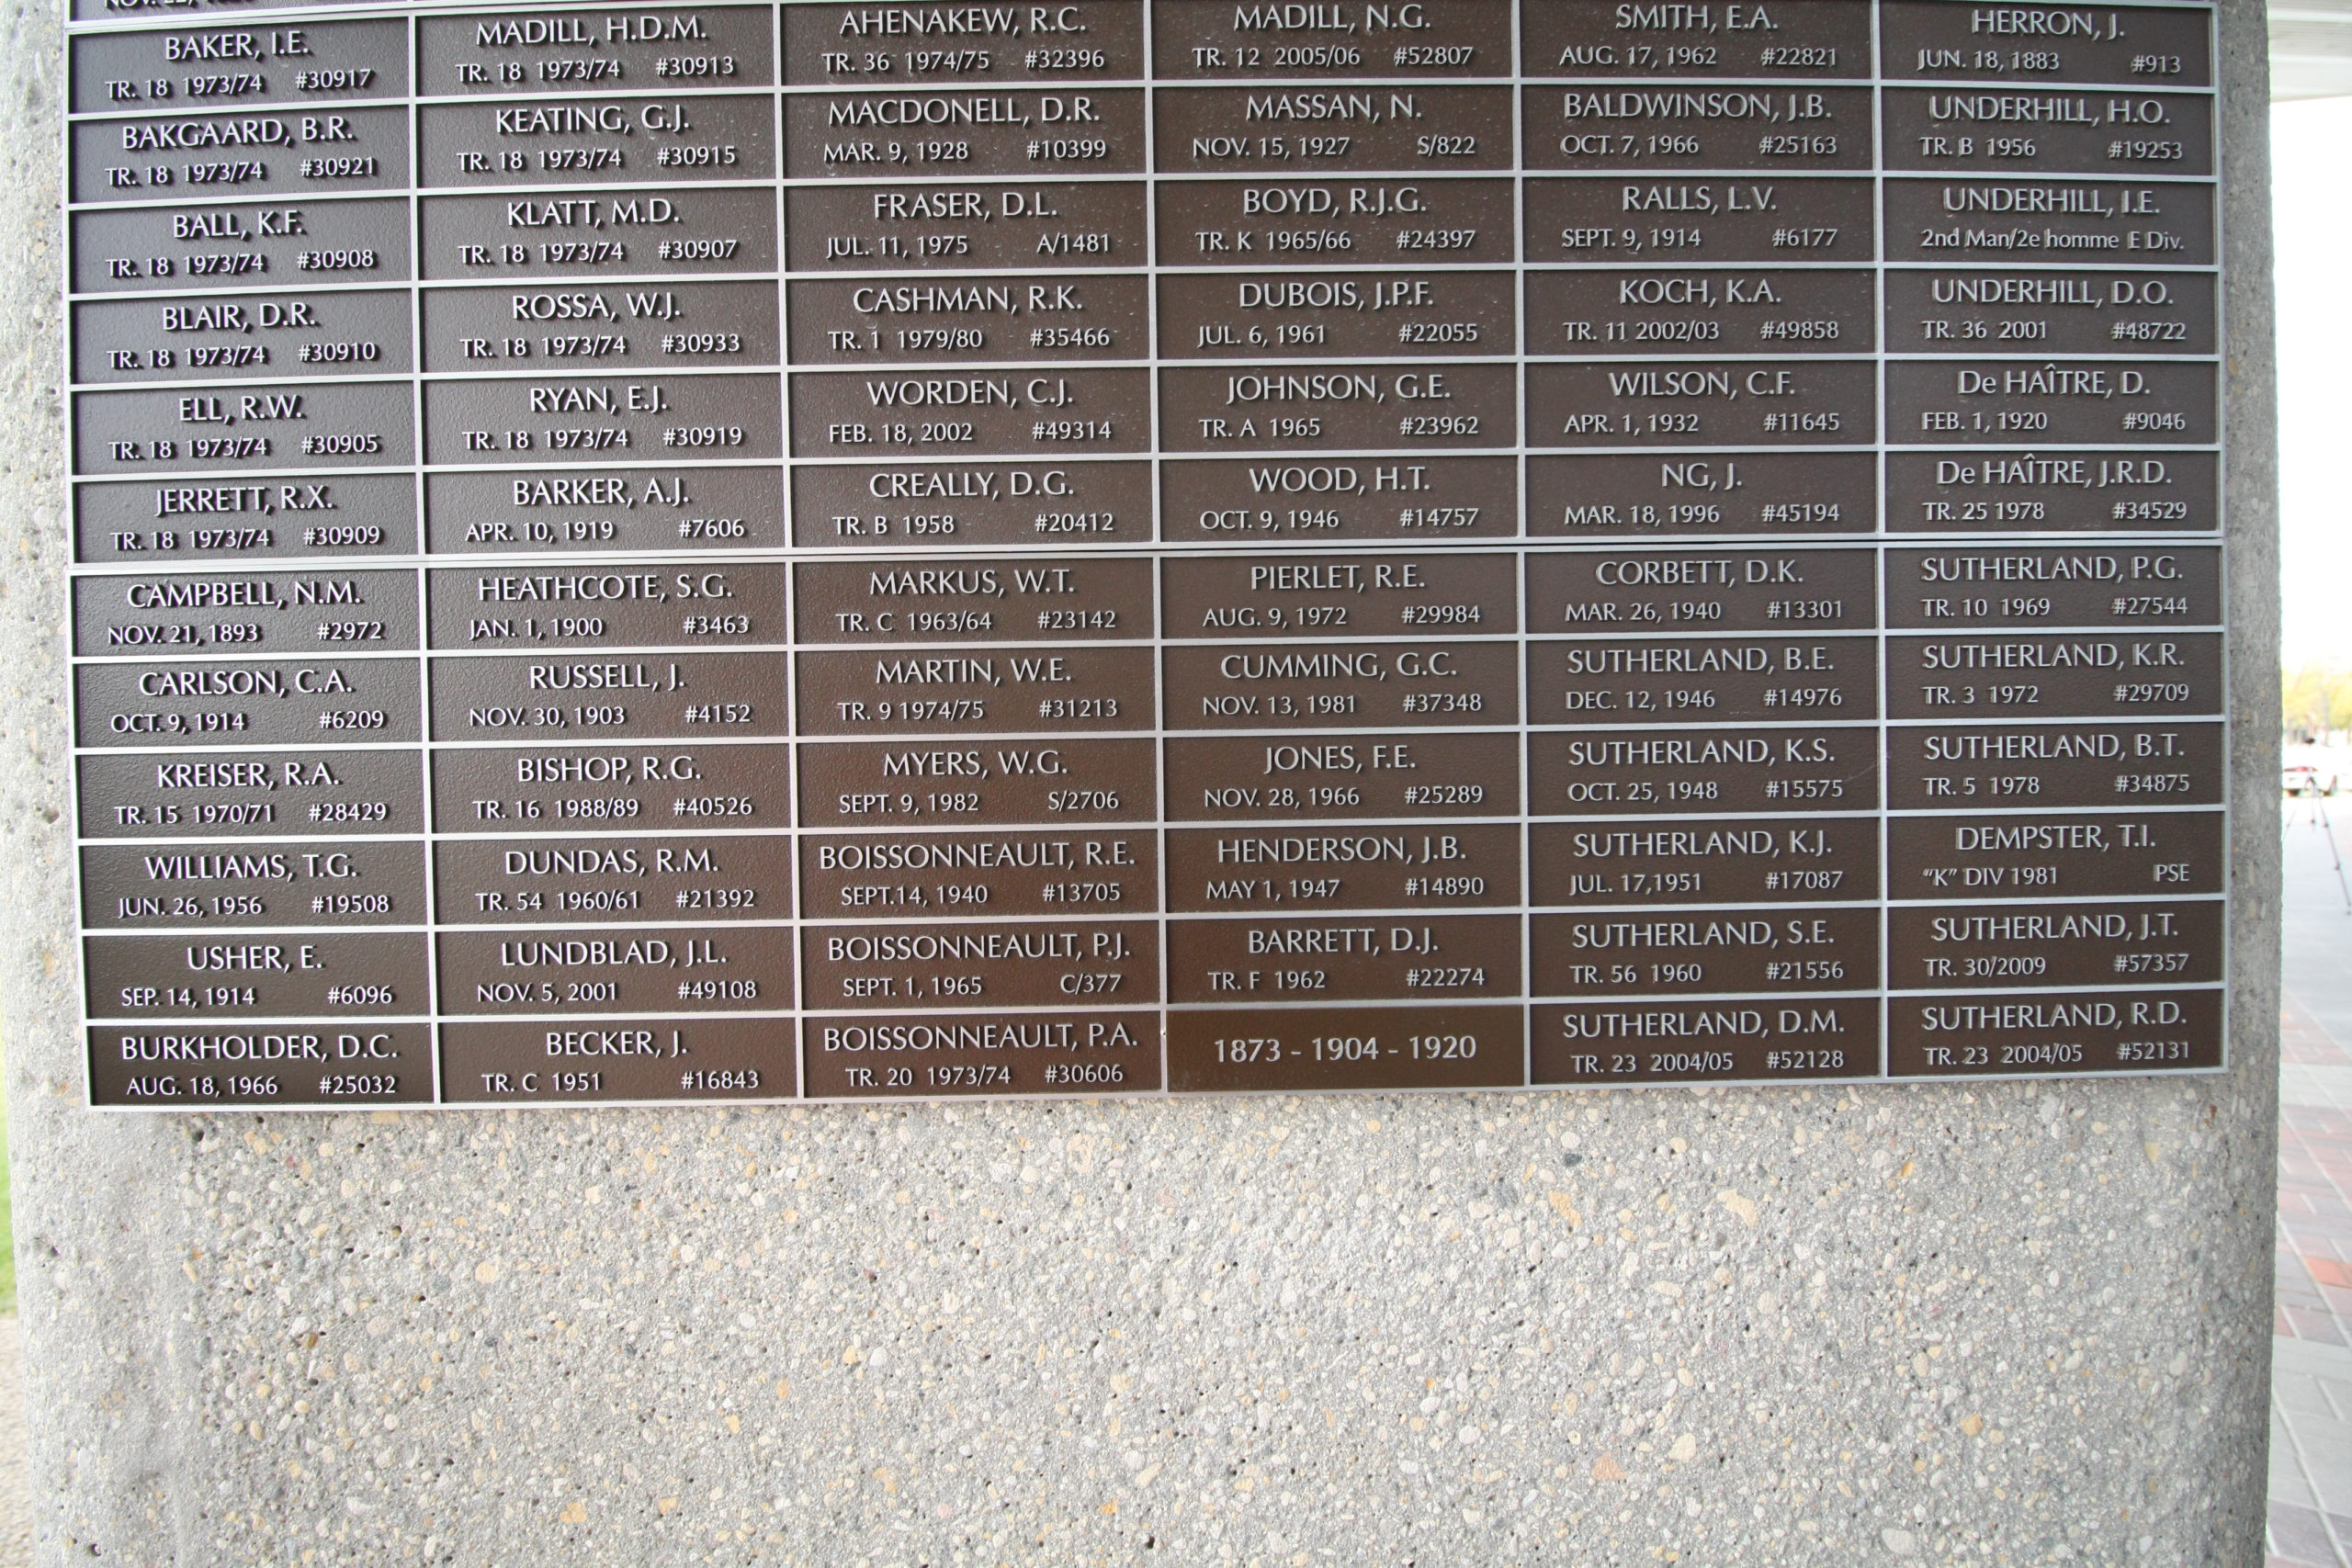 BAKER, I.E.
TR. 18 1973/74 #30917
MADILL, H.D.M.
TR. 18 1973/74 #30913
AHENAKEW, R.C.
TR. 36 1974/75 #32396
MADILL, N.G.
TR. 12 2005/06 #52807
SMITH, E.A.
AUG. 17, 1962 #22821
HERRON, J.
JUN. 18, 1883 #913
BAKGAARD, B.R.
TR. 18 1973/74 #30921
KEATING, G.J.
TR. 18 1973/74 #30915
MACDONELL, D.R.
MAR. 9, 1928 #10399
MASSAN, N.
NOV. 15, 1927 S/822
BALDWINSON, J.B.
OCT. 7, 1966 #25163
UNDERHILL, H.O.
TR. B 1956 #19253
BALL, K.F.
TR. 18 1973/74 #30908
KLATT, M.D.
TR. 18 1973/74 #30907
FRASER, D.L.
JUL. 11, 1975 A/1481
BOYD, R.J.G.
TR. K 1965/66 #24397
RALLS, L.V.
SEPT. 9, 1914 #6177
UNDERHILL, I.E.
2nd Man/2e homme E Div.
BLAIR, D.R.
TR. 18 1973/74 #30910
ROSSA, W.J.
TR. 18 1973/74 #30933
CASHMAN, R.K.
TR. 1 1979/80 #35466
DUBOIS, J.P.F.
JUL. 6, 1961 #22055
KOCH, K.A.
TR. 11 2002/03 #49858
UNDERHILL, D.O.
TR. 36 2001 #48722
ELL, R.W.
TR. 18 1973/74 #30905
RYAN, E.J.
TR. 18 1973/74 #30919
WORDEN, C.J.
FEB. 18, 2002 #49314
JOHNSON, G.E.
TR. A 1965 #23962
WILSON, C.F.
APR. 1, 1932 #11645
De HAÎTRE, D.
FEB. 1, 1920 #9046
JERRETT, R.X.
TR. 18 1973/74 #30909
BARKER, A.J.
APR. 10, 1919 #7606
CREALLY, D.G.
TR. B 1958 #20412
WOOD, H.T.
OCT. 9, 1946 #14757
NG, J.
MAR. 18, 1996 #45194
De HAÎTRE, J.R.D.
TR. 25 1978 #34529
CAMPBELL, N.M.
NOV. 21, 1893 #2972
HEATHCOTE, S.G.
JAN. 1, 1900 #3463
MARKUS, W.T.
TR. C 1963/64 #23142
PIERLET, R.E.
AUG. 9, 1972 #29984
CORBETT, D.K.
MAR. 26, 1940 #13301
SUTHERLAND, P.G.
TR. 10 1969 #27544
CARLSON, C.A.
OCT. 9, 1914 #6209
RUSSELL, J.
NOV. 30, 1903 #4152
MARTIN, W.E.
TR. 9 1974/75 #31213
CUMMING, G.C.
NOV. 13, 1981 #37348
SUTHERLAND, B.E.
DEC. 12, 1946 #14976
SUTHERLAND, K.R.
TR. 3 1972 #29709
KREISER, R.A.
TR. 15 1970/71 #28429
BISHOP, R.G.
TR. 16 1988/89 #40526
MYERS, W.G.
SEPT. 9, 1982 S/2706
JONES, F.E.
NOV. 28, 1966 #25289
SUTHERLAND, K.S.
OCT. 25, 1948 #15575
SUTHERLAND, B.T.
TR. 5 1978 #34875
WILLIAMS, T.G.
JUN. 26, 1956 #19508
DUNDAS, R.M.
TR. 54 1960/61 #21392
BOISSONNEAULT, R.E.
SEPT.14, 1940 #13705
HENDERSON, J.B.
MAY 1, 1947 #14890
SUTHERLAND, K.J.
JUL. 17,1951 #17087
DEMPSTER, T.I.
"K" DIV 1981 PSE
USHER, E.
SEP. 14, 1914 #6096
LUNDBLAD, J.L.
NOV. 5, 2001 #49108
BOISSONNEAULT, P.J.
SEPT. 1, 1965 C/377
BARRETT, D.J.
TR. F 1962 #22274
SUTHERLAND, S.E.
TR. 56 1960 #21556
SUTHERLAND, J.T.
TR. 30/2009 #57357
BURKHOLDER, D.C.
AUG. 18, 1966 #25032
BECKER, J.
TR. C 1951 #16843
BOISSONNEAULT, P.A.
TR. 20 1973/74 #30606
1873 - 1904 - 1920
SUTHERLAND, D.M.
TR. 23 2004/05 #52128
SUTHERLAND, R.D.
TR. 23 2004/05 #52131